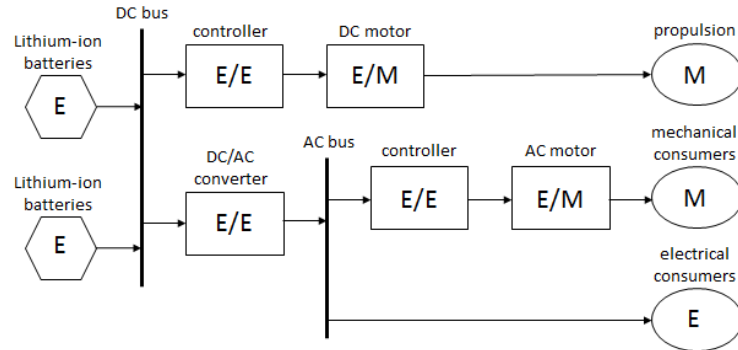 DC bus
Lithium-ion
batteries
E
controller
E/E
DC motor
E/M
propulsion
M
Lithium-ion
batteries
E
DC/AC
converter
E/E
AC bus
controller
E/E
AC motor
E/M
mechanical
consumers
M
electrical
consumers
E